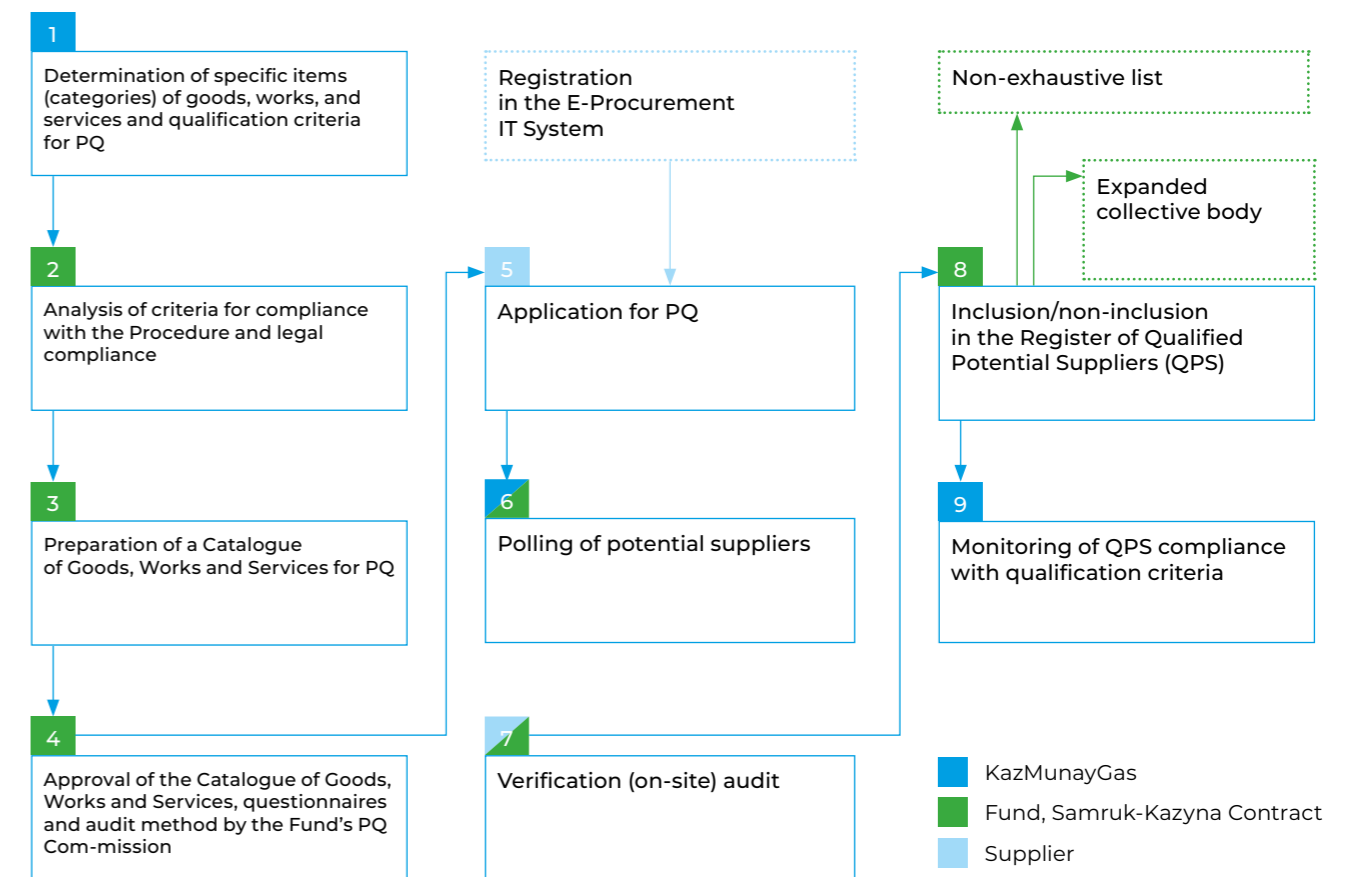 1
Determination of specific items
(categories) of goods, works, and
services and qualification criteria
for PQ
2
Analysis of criteria for compliance
with the Procedure and legal
compliance
3
Preparation of a Catalogue
of Goods, Works and Services for PQ
4
Approval of the Catalogue of Goods,
Works and Services, questionnaires
and audit method by the Fund’s PQ
Com-mission
Registration
in the E-Procurement
IT System
5
Application for PQ
6
Polling of potential suppliers
7
Verification (on-site) audit
Non-exhaustive list
Expanded
collective body
8
Inclusion/non-inclusion
in the Register of Qualified
Potential Suppliers (QPS)
9
Monitoring of QPS compliance
with qualification criteria
KazMunayGas
Fund, Samruk-Kazyna Contract
Supplier